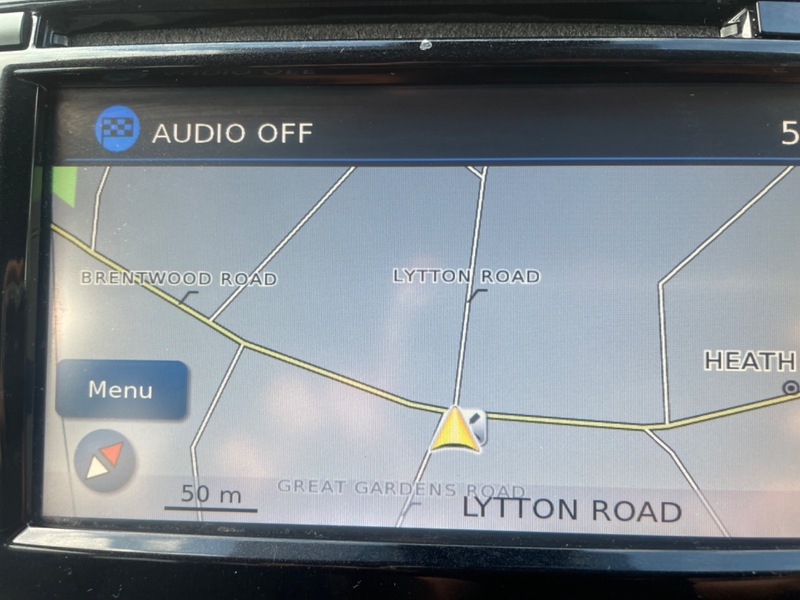 AUDIO OFF
5
BRENTWOOD ROAD
LYTTON ROAD
HEATH
Menu
50 m
GREAT GARDENS ROAD
LYTTON ROAD